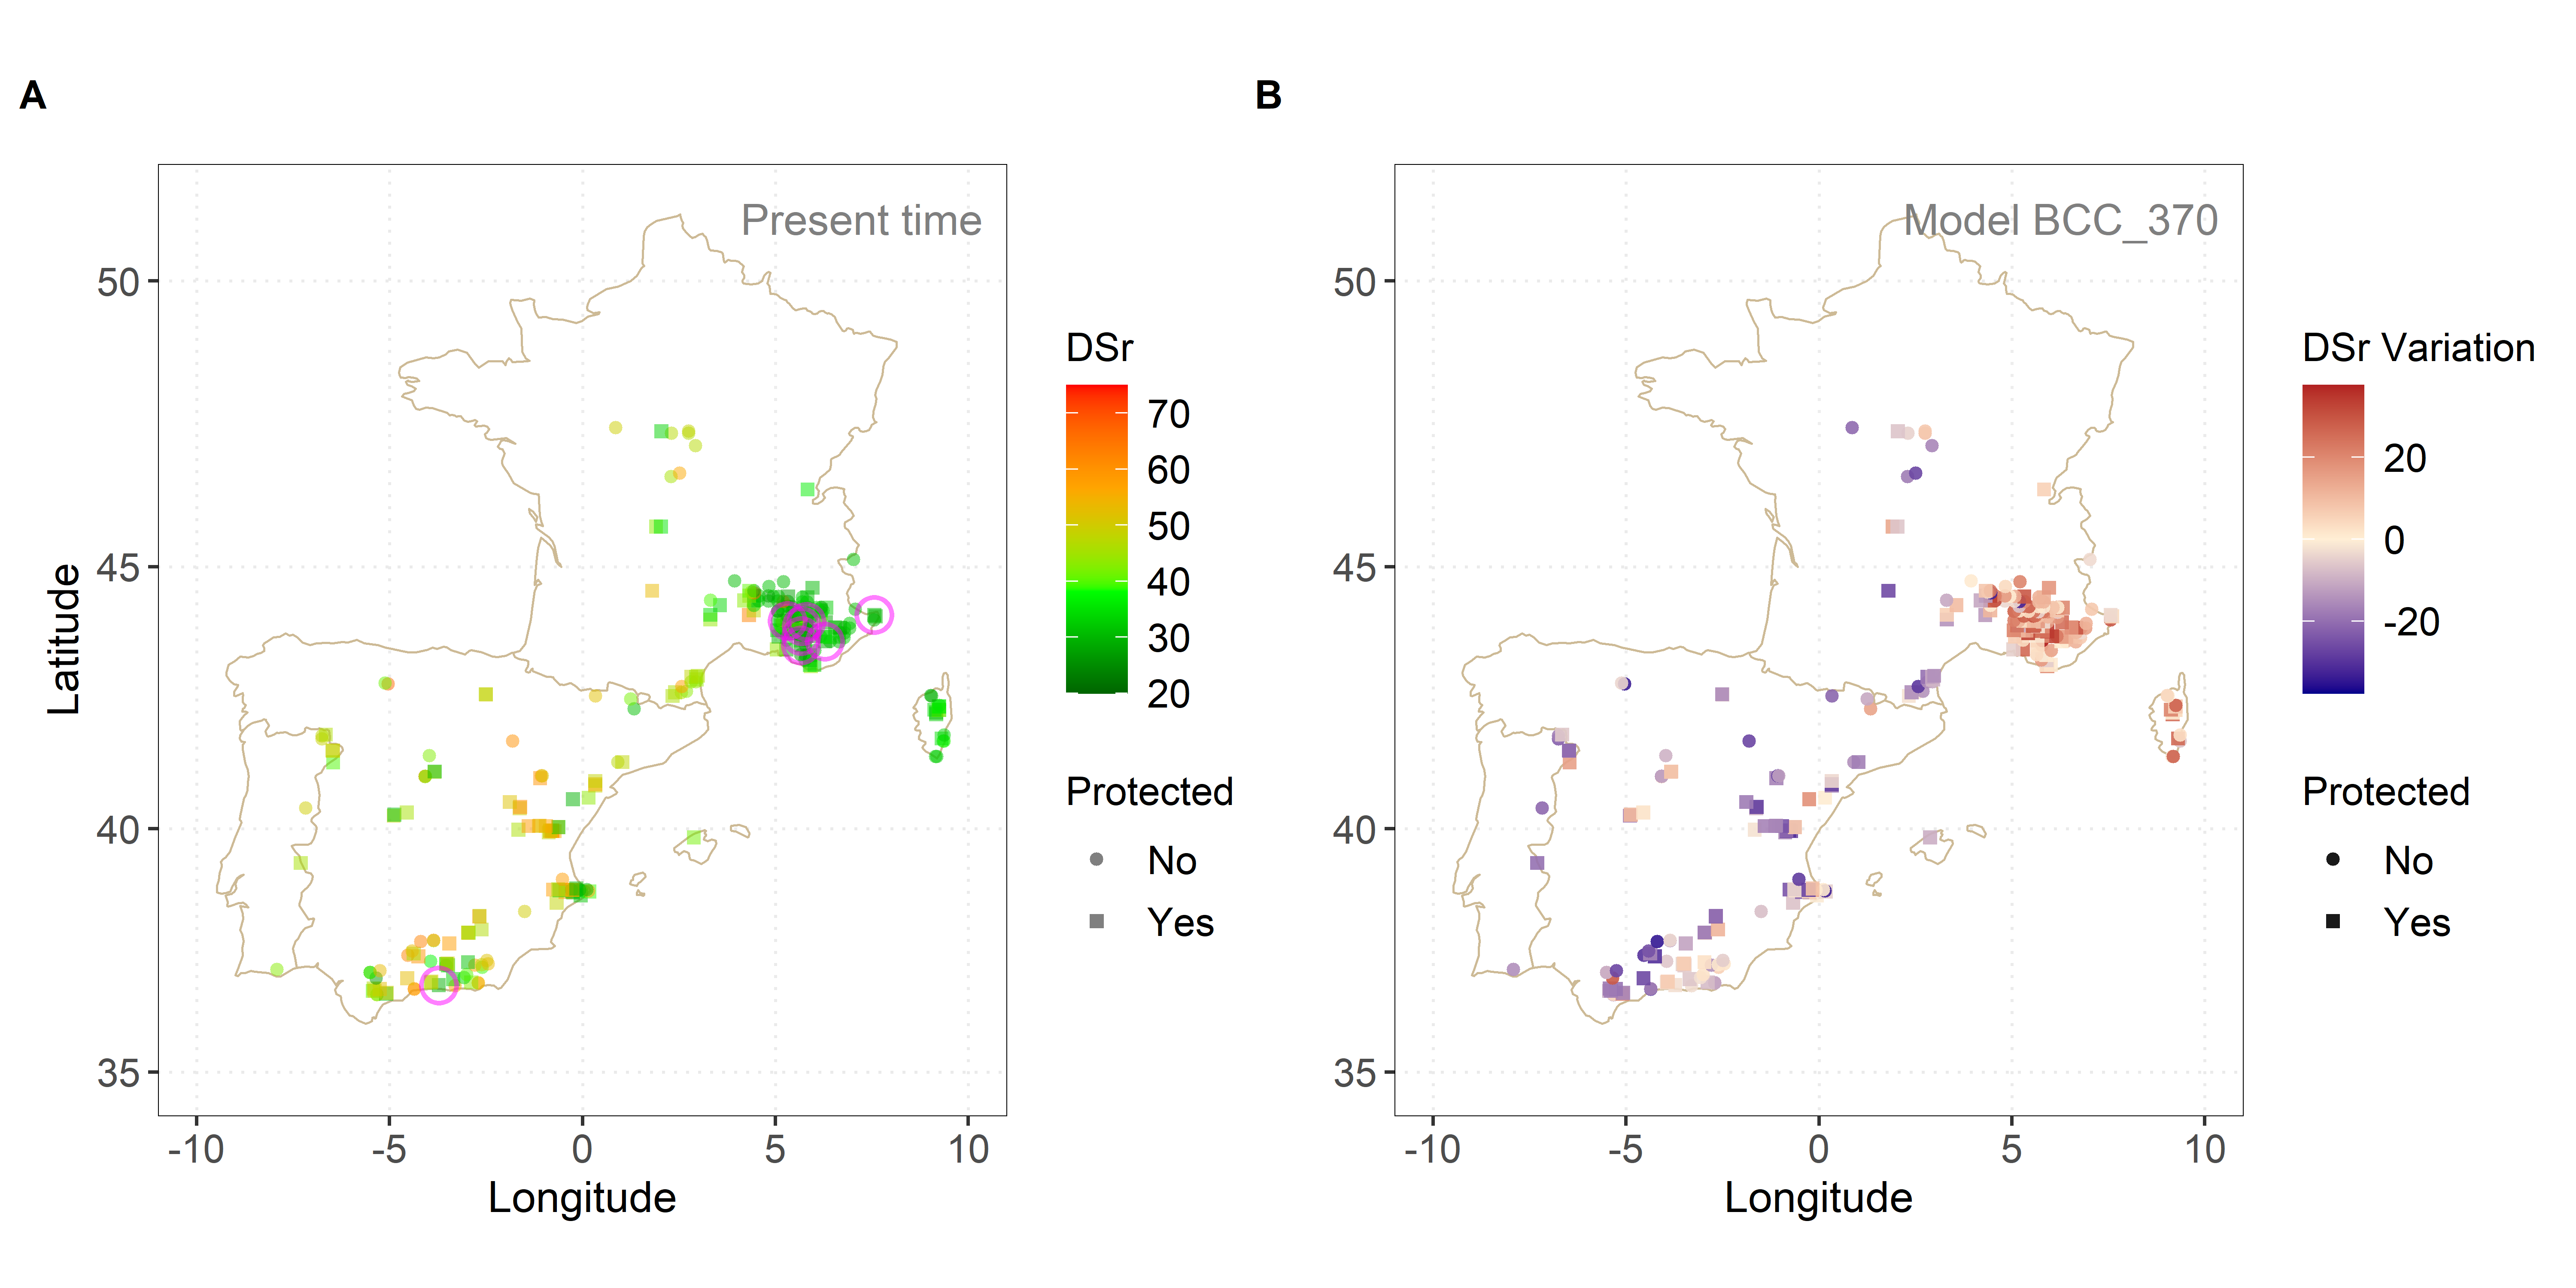 A
Present time
50
45
40
35
Latitude
-10 -5 0 5 10
Longitude
DSr
70
60
50
40
30
20
Protected
No
Yes
B
Model BCC_370
50
45
40
35
-10 -5 0 5 10
Longitude
DSr Variation
20
0
-20
Protected
No
Yes